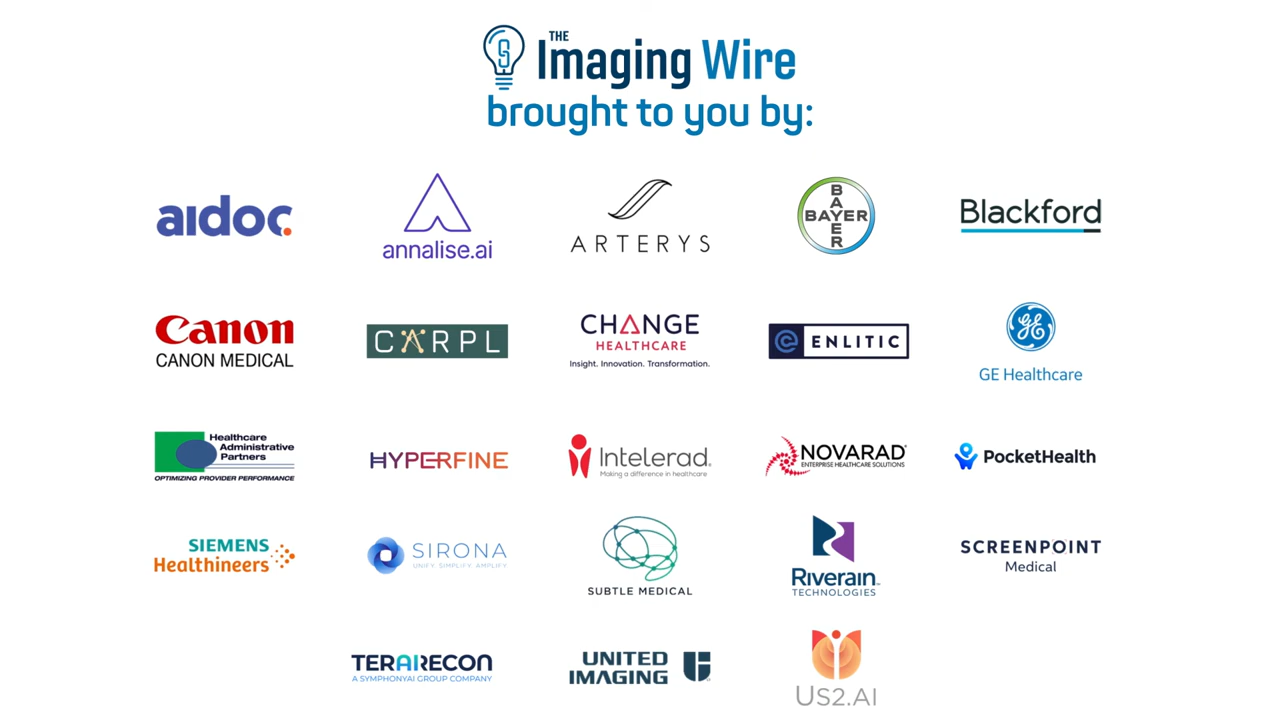 THE
Imaging Wire
brought to you by:
aidoc
annalise.ai
ARTERYS
BAYER
BAYER
Blackford
Canon
CANON MEDICAL
CARPL
CHANGE
HEALTHCARE
Insight. Innovation. Transformation.
e ENLITIC
GE
GE Healthcare
Healthcare
Administrative
Partners
OPTIMIZING PROVIDER PERFORMANCE
HYPERFINE
Intelerad®
Making a difference in healthcare
NOVARAD®
ENTERPRISE HEALTHCARE SOLUTIONS
PocketHealth
SIEMENS
Healthineers
SIRONA
UNIFY. SIMPLIFY. AMPLIFY
SUBTLE MEDICAL
Riverain™
TECHNOLOGIES
SCREENPOINT
Medical
TERARECON
A SYMPHONYAI GROUP COMPANY
UNITED
IMAGING
US2.AI